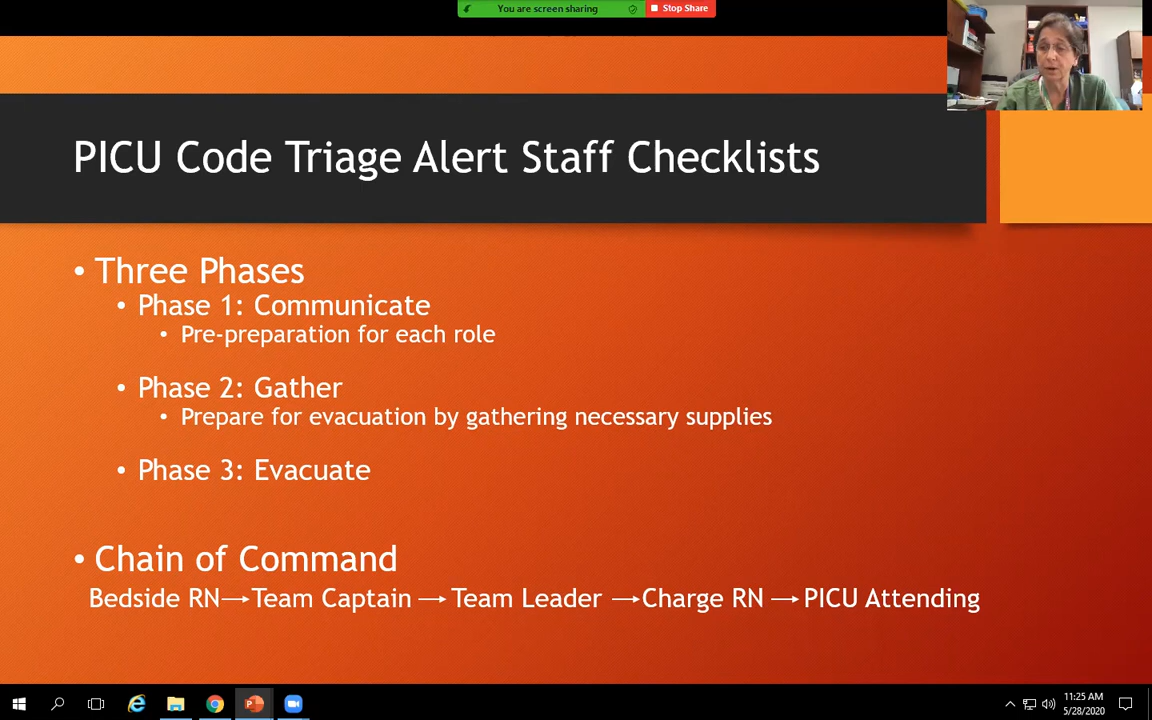 You are screen sharing
Stop Share
PICU Code Triage Alert Staff Checklists
• Three Phases
• Phase 1: Communicate
• Pre-preparation for each role
• Phase 2: Gather
• Prepare for evacuation by gathering necessary supplies
• Phase 3: Evacuate
• Chain of Command
Bedside RN→Team Captain → Team Leader →Charge RN → PICU Attending
11:25 AM
5/28/2020